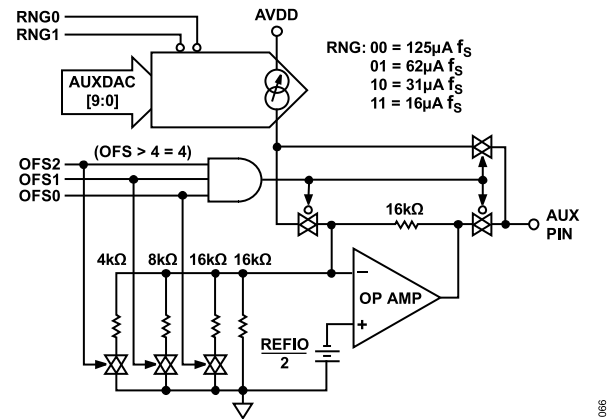 RNG0
RNG1
AVDD
RNG: 00 = 125µA fS
01 = 62µA fS
10 = 31µA fS
11 = 16µA fS
AUXDAC
[9:0]
OFS2
(OFS > 4 = 4)
OFS1
OFS0
16kΩ
AUX
PIN
4kΩ 8kΩ 16kΩ 16kΩ
–
OP AMP
+
REFIO
2
066